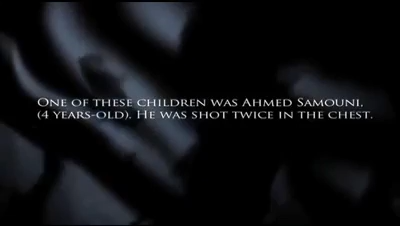 ONE OF THESE CHILDREN WAS AHMED SAMOUNI,
(4 YEARS-OLD). HE WAS SHOT TWICE IN THE CHEST.